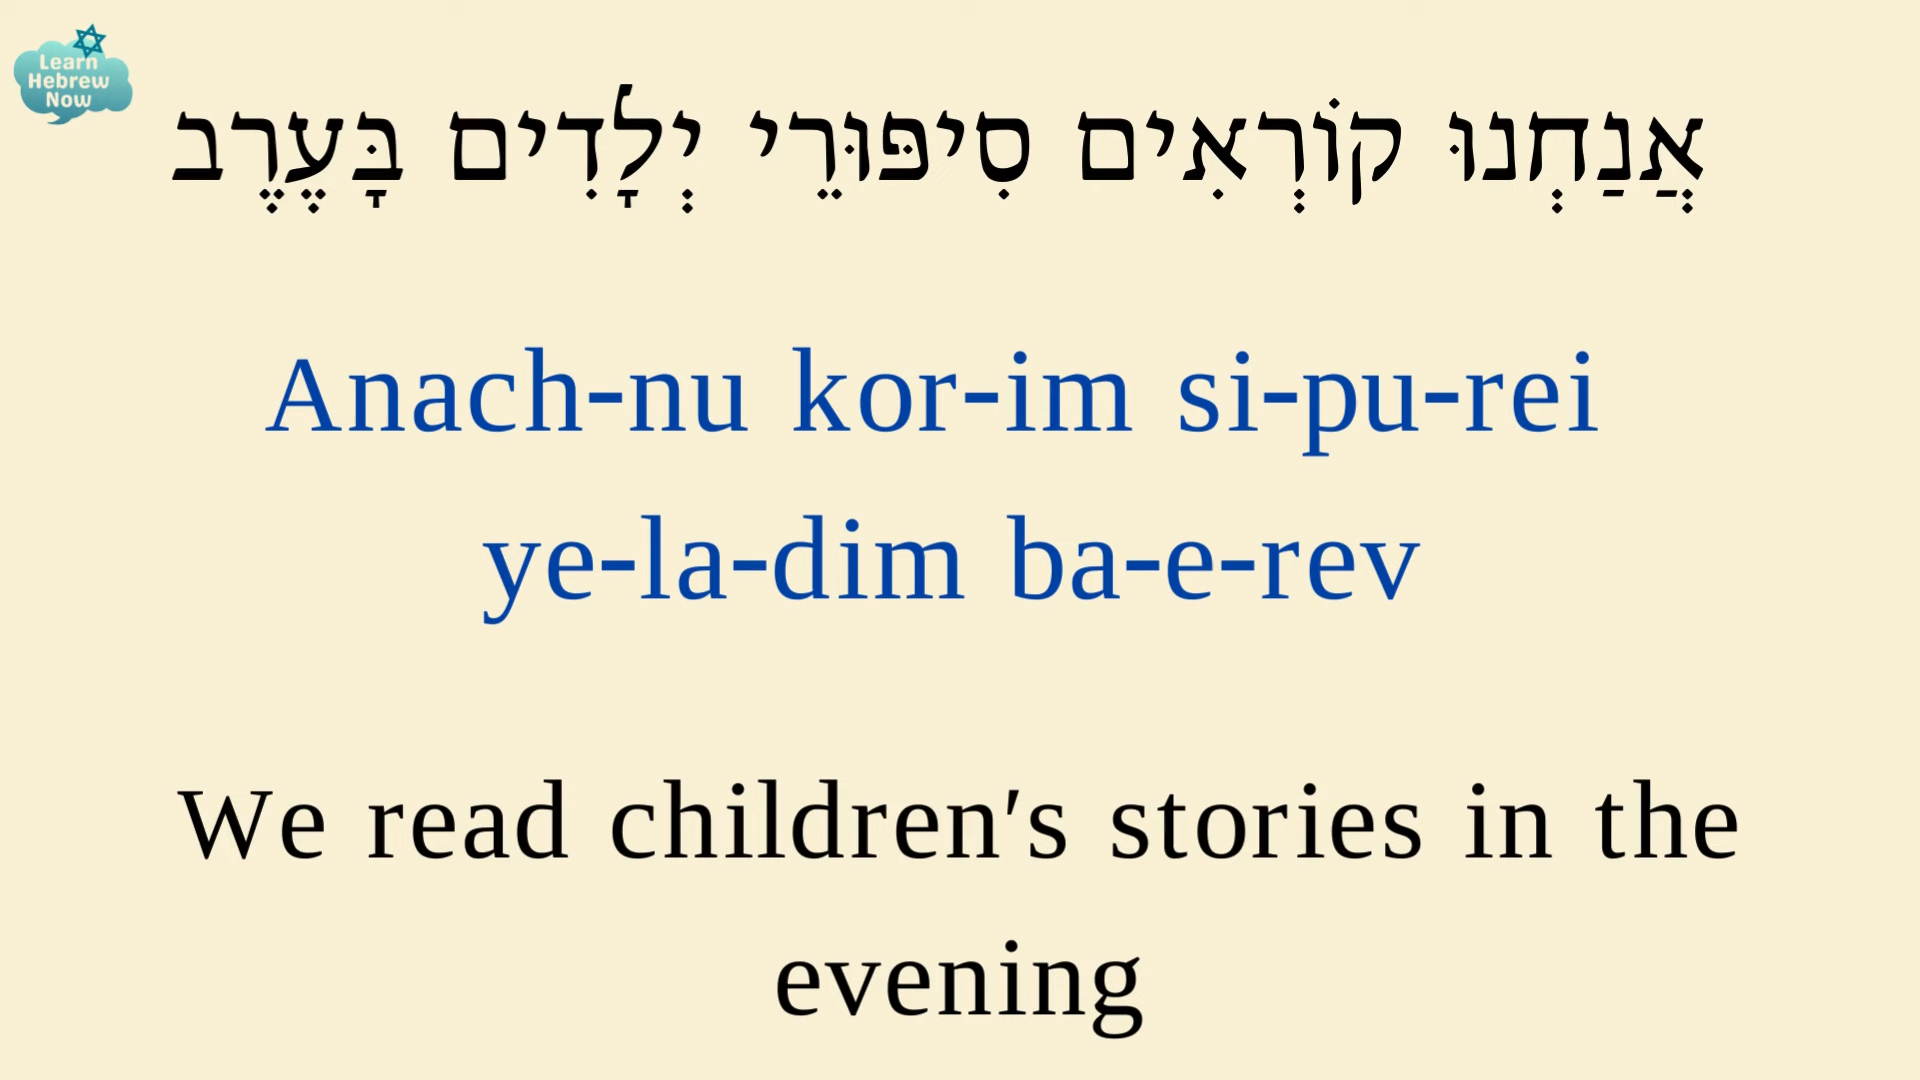 Learn
Hebrew
Now
אֲנַחְנוּ קוֹרְאִים סִיפּוּרֵי יְלָדִים בָּעֶרֶב
Anach-nu kor-im si-pu-rei
ye-la-dim ba-e-rev
We read children's stories in the
evening